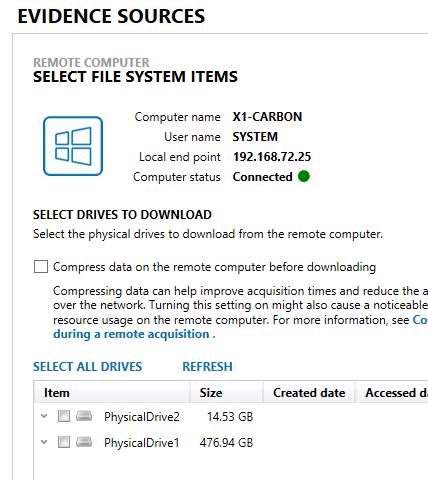 EVIDENCE SOURCES
REMOTE COMPUTER
SELECT FILE SYSTEM ITEMS
Computer name X1-CARBON
User name SYSTEM
Local end point 192.168.72.25
Computer status Connected
SELECT DRIVES TO DOWNLOAD
Select the physical drives to download from the remote computer.
Compress data on the remote computer before downloading
Compressing data can help improve acquisition times and reduce the a
over the network. Turning this setting on might also cause a noticeable
resource usage on the remote computer. For more information, see Co
during a remote acquisition .
SELECT ALL DRIVES REFRESH
Item Size Created date Accessed da
PhysicalDrive2 14.53 GB
PhysicalDrive1 476.94 GB